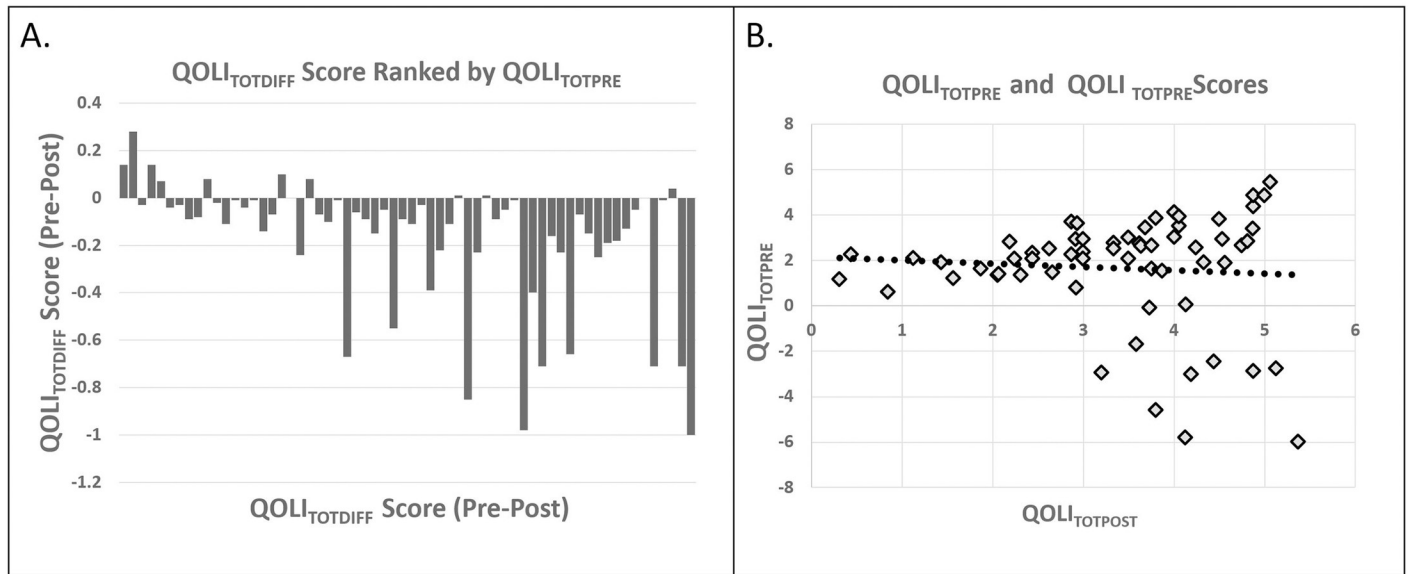 A.
QOLITOTDIFF Score Ranked by QOLITOTPRE
QOLITOTDIFF Score (Pre-Post)
0.4
0.2
0
-0.2
-0.4
-0.6
-0.8
-1
-1.2
QOLITOTDIFF Score (Pre-Post)
B.
QOLITOTPRE and QOLI TOTPREScores
QOLITOTPRE
8
6
4
2
0
-2
-4
-6
-8
0 1 2 3 4 5 6
QOLITOTPOST